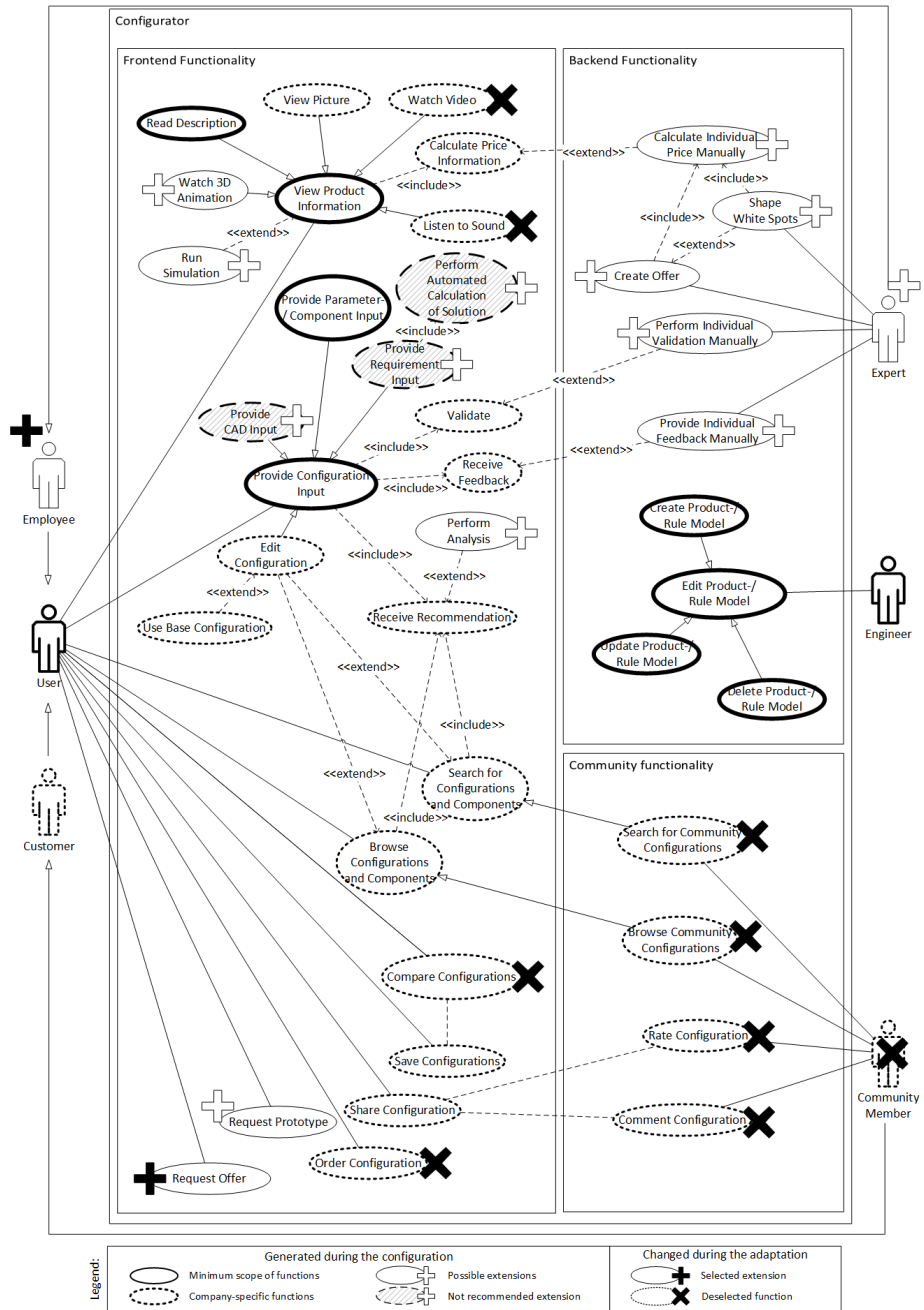 Configurator
Frontend Functionality
Backend Functionality
View Picture
Watch Video
Read Description
Calculate Price
Information
<<extend>>
Calculate Individual
Price Manually
Watch 3D
Animation
View Product
Information
<<include>>
Shape
White Spots
<<include>>
<<extend>>
Listen to Sound
<<extend>>
Run
Simulation
Perform
Automated
Calculation
of Solution
Create Offer
Provide Parameter-
/ Component Input
<<include>>
Perform Individual
Validation Manually
Provide
Requirement
Input
Expert
<<extend>>
Provide
CAD Input
Validate
Provide Individual
Feedback Manually
<<include>>
<<extend>>
Provide Configuration
Input
<<include>>
Receive
Feedback
Employee
Create Product-/
Rule Model
Edit
Configuration
<<include>>
Perform
Analysis
<<extend>>
<<extend>>
Edit Product-/
Rule Model
Use Base Configuration
Receive Recommendation
Engineer
Update Product-/
Rule Model
User
<<extend>>
Delete Product-/
Rule Model
<<include>>
Search for
Configurations
and Components
Community functionality
<<extend>>
<<include>>
Customer
Search for Community
Configurations
Browse
Configurations
and Components
Browse Community
Configurations
Compare Configurations
Rate Configuration
Save Configurations
Community
Member
Share Configuration
Comment Configuration
Request Prototype
Order Configuration
Request Offer
Legend:
Generated during the configuration
Changed during the adaptation
Minimum scope of functions
Possible extensions
Selected extension
Company-specific functions
Not recommended extension
Deselected function